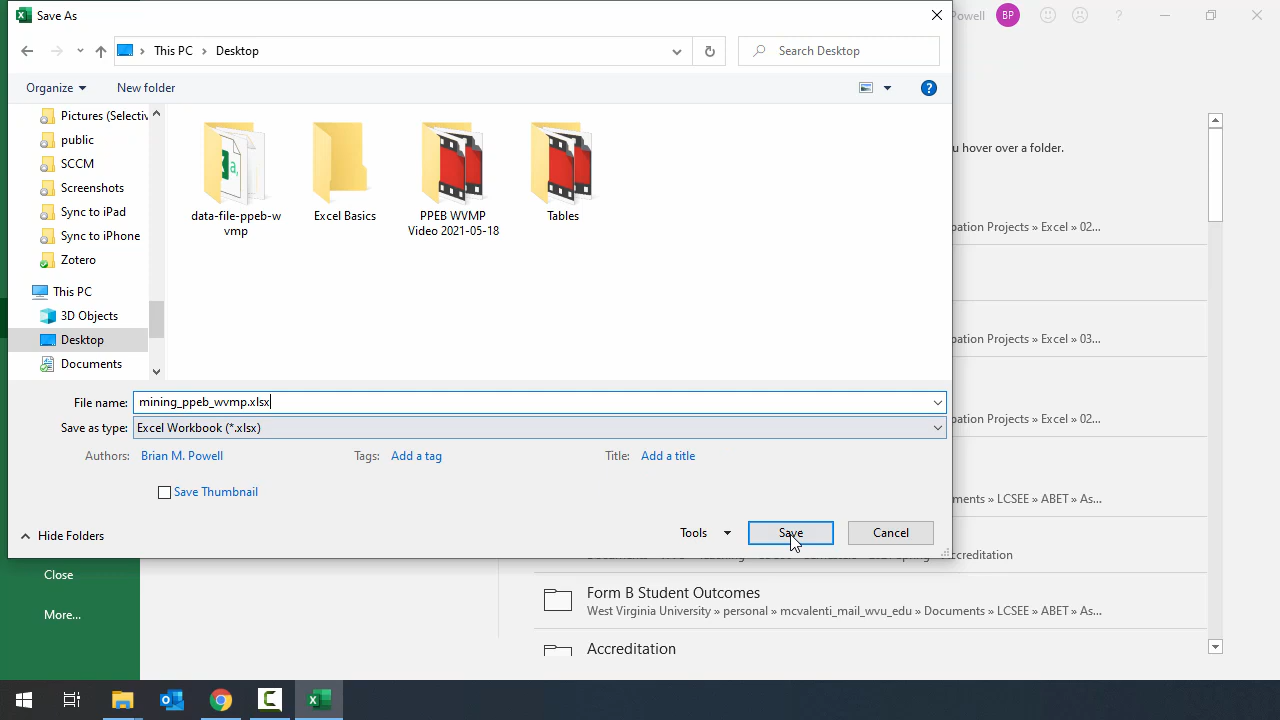 Save As
Powell
BP
This PC
Desktop
Search Desktop
Organize
New folder
Pictures (Selectiv
public
SCCM
Screenshots
Sync to iPad
Sync to iPhone
Zotero
This PC
3D Objects
Desktop
Documents
data-file-ppeb-w
vmp
Excel Basics
PPEB WVMP
Video 2021-05-18
Tables
u hover over a folder.
pation Projects » Excel » 02...
pation Projects » Excel » 03...
pation Projects » Excel » 02...
ments » LCSEE » ABET » As...
File name:
mining_ppeb_wvmp.xlsx
Save as type:
Excel Workbook (*.xlsx)
Authors:
Brian M. Powell
Tags:
Add a tag
Title:
Add a title
Save Thumbnail
Hide Folders
Tools
Save
Cancel
ccreditation
Close
More...
Form B Student Outcomes
West Virginia University » personal » mcvalenti_mail_wvu_edu » Documents » LCSEE » ABET » As...
Accreditation